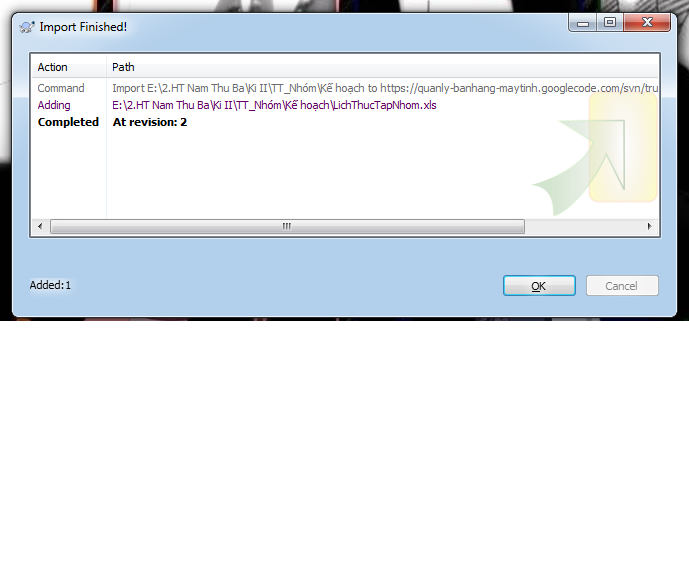 Import Finished!
Action Path
Command Import E:\2.HT Nam Thu Ba\Ki II\TT_Nhóm\Kế hoạch to https://quanly-banhang-maytinh.googlecode.com/svn/tru
Adding E:\2.HT Nam Thu Ba\Ki II\TT_Nhóm\Kế hoạch\LichThucTapNhom.xls
Completed At revision: 2
Added:1
OK Cancel